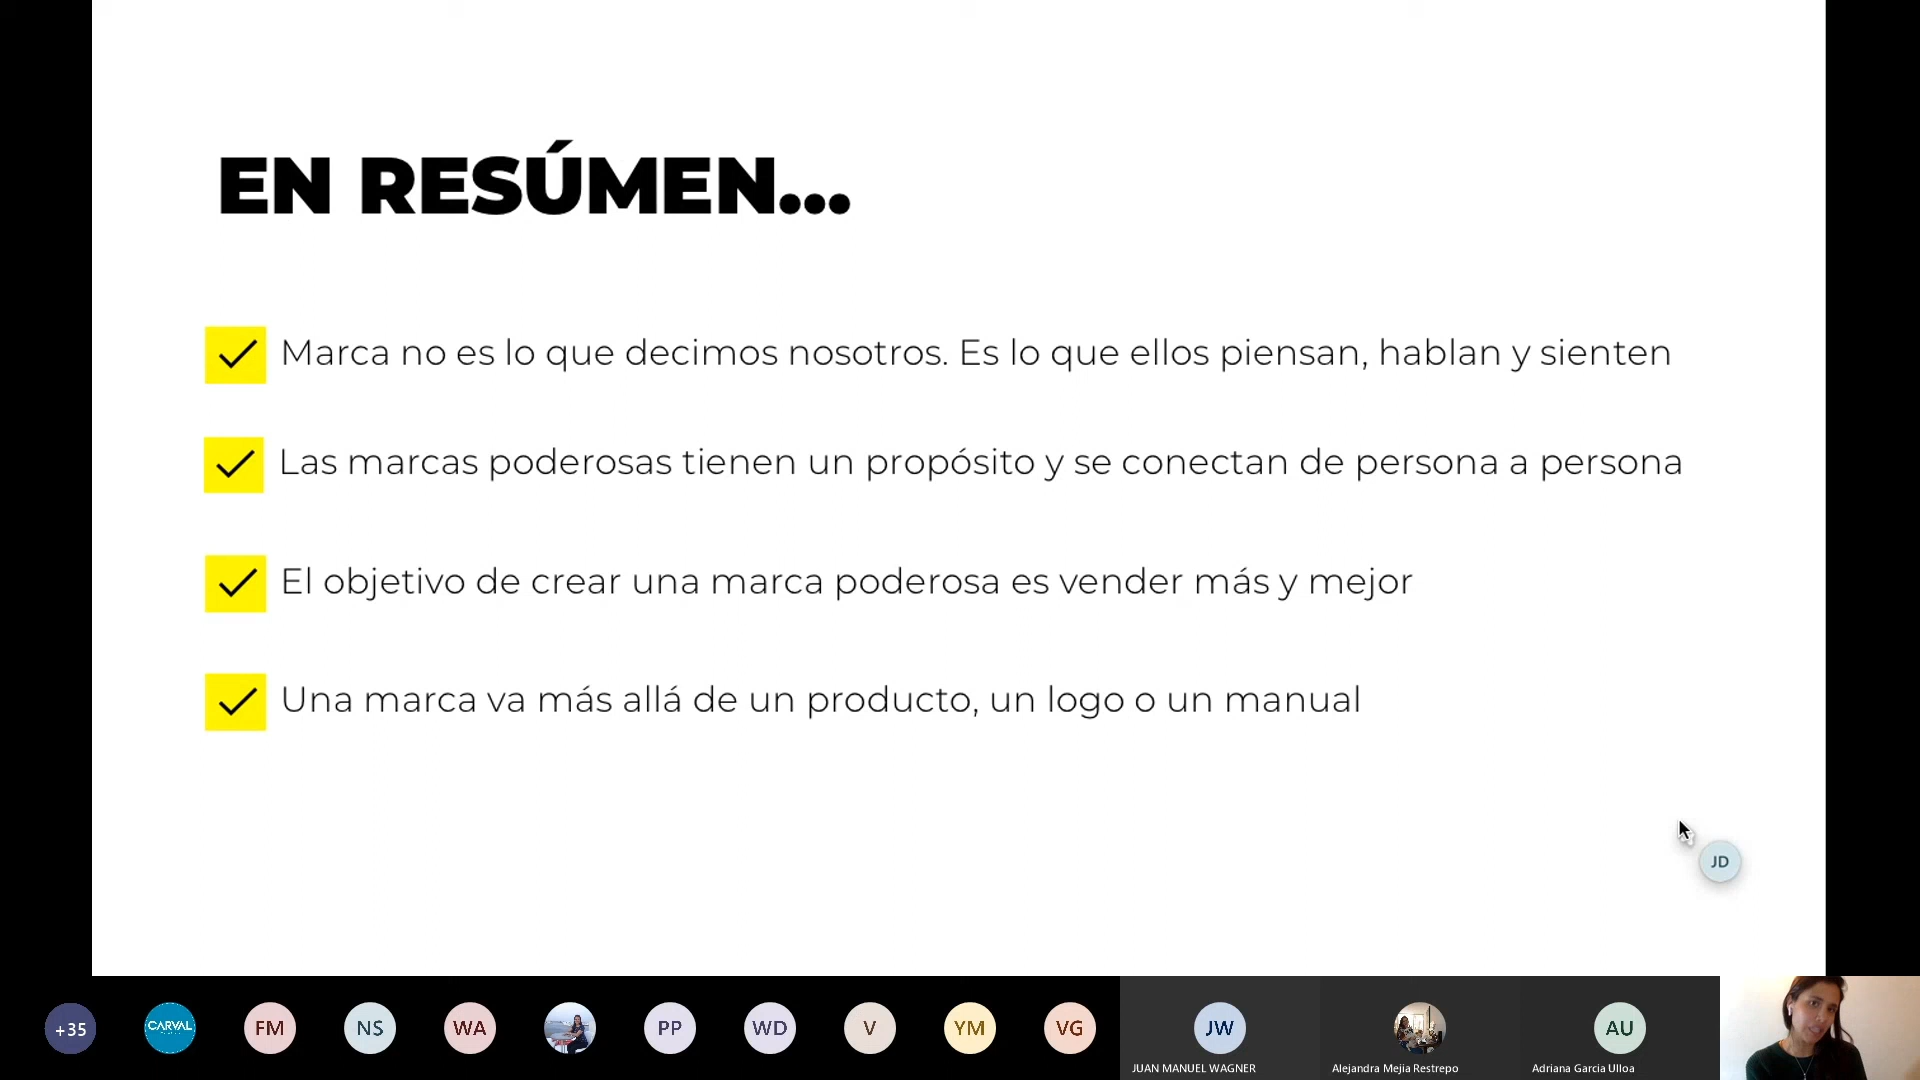 EN RESÚMEN...
Marca no es lo que decimos nosotros. Es lo que ellos piensan, hablan y sienten
Las marcas poderosas tienen un propósito y se conectan de persona a persona
El objetivo de crear una marca poderosa es vender más y mejor
Una marca va más allá de un producto, un logo o un manual
JD
+35
CARVAL
FM
NS
WA
PP
WD
V
YM
VG
JW
AU
JUAN MANUEL WAGNER
Alejandra Mejia Restrepo
Adriana Garcia Ulloa